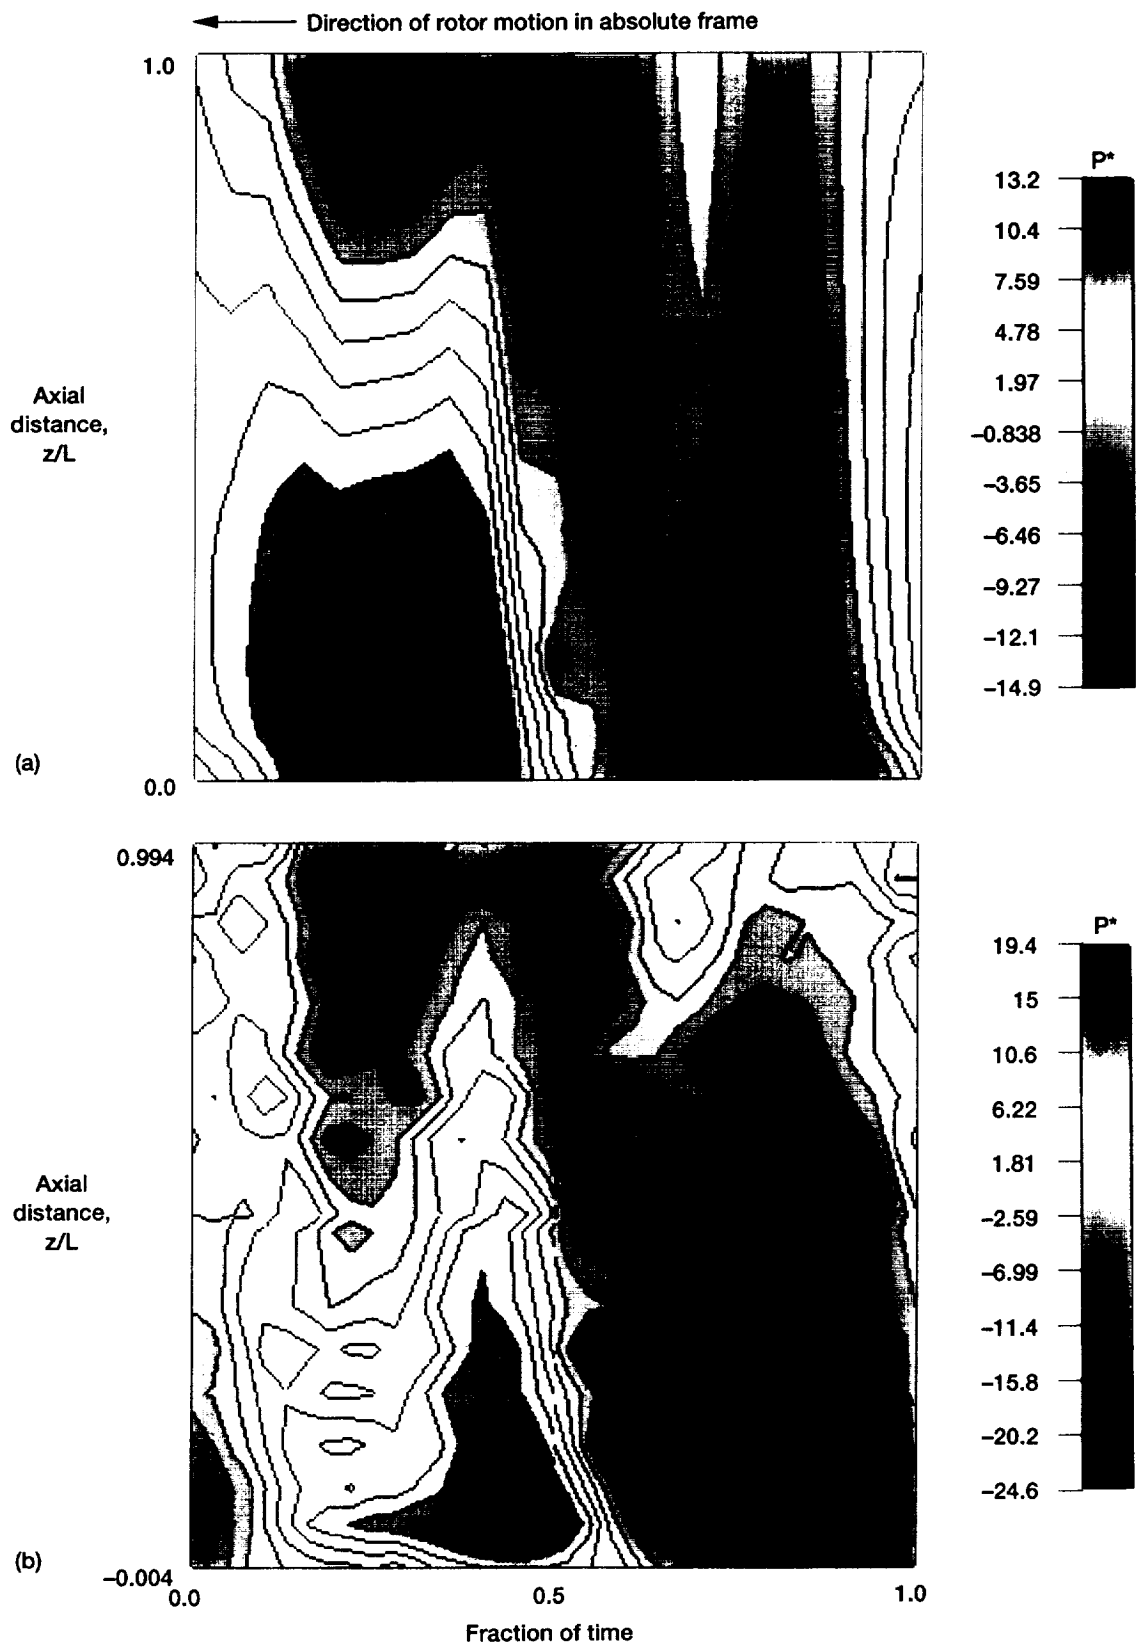 Direction of rotor motion in absolute frame
1.0
Axial
distance,
z/L
0.0
(a)
P*
13.2
10.4
7.59
4.78
1.97
−0.838
−3.65
−6.46
−9.27
−12.1
−14.9
0.994
Axial
distance,
z/L
−0.004
(b)
P*
19.4
15
10.6
6.22
1.81
−2.59
−6.99
−11.4
−15.8
−20.2
−24.6
0.0
0.5
1.0
Fraction of time